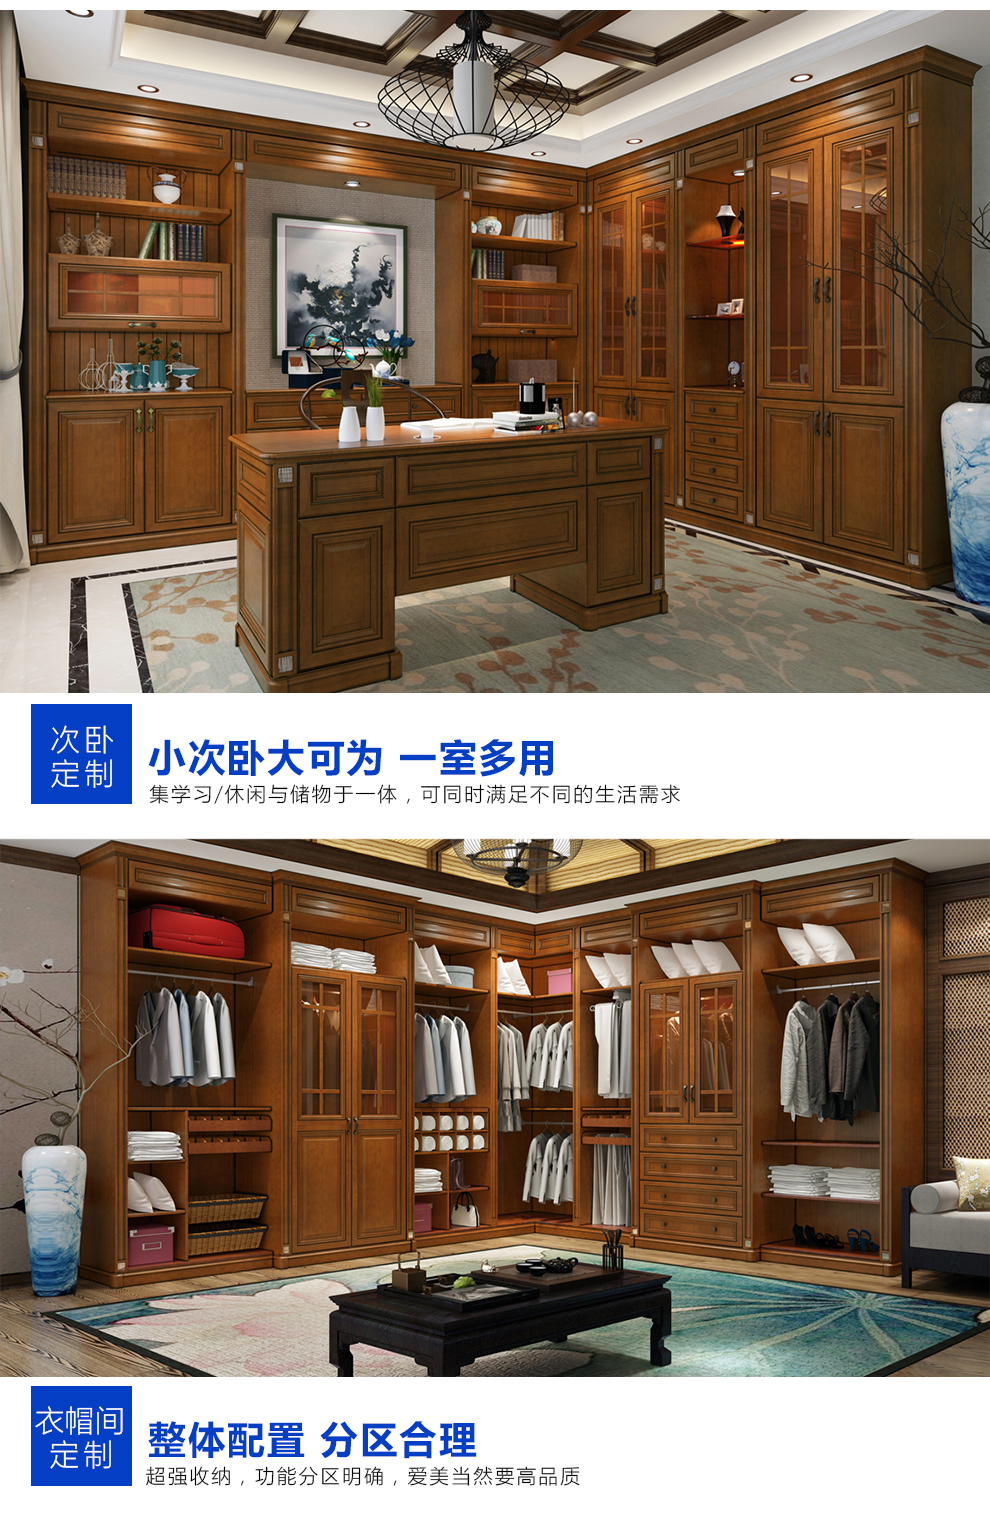 次卧
定制
小次卧大可为 一室多用
集学习/休闲与储物于一体，可同时满足不同的生活需求
衣帽间
定制
整体配置 分区合理
超强收纳，功能分区明确，爱美当然要高品质